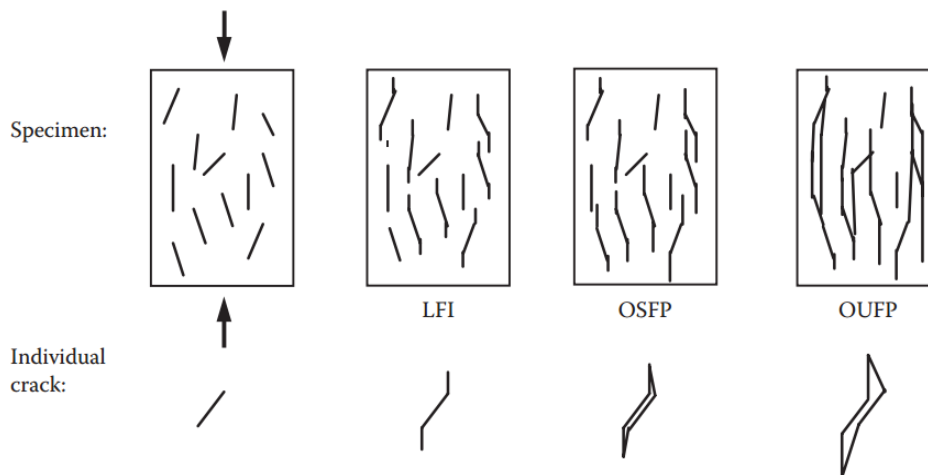 Specimen:
LFI
OSFP
OUFP
Individual
crack: